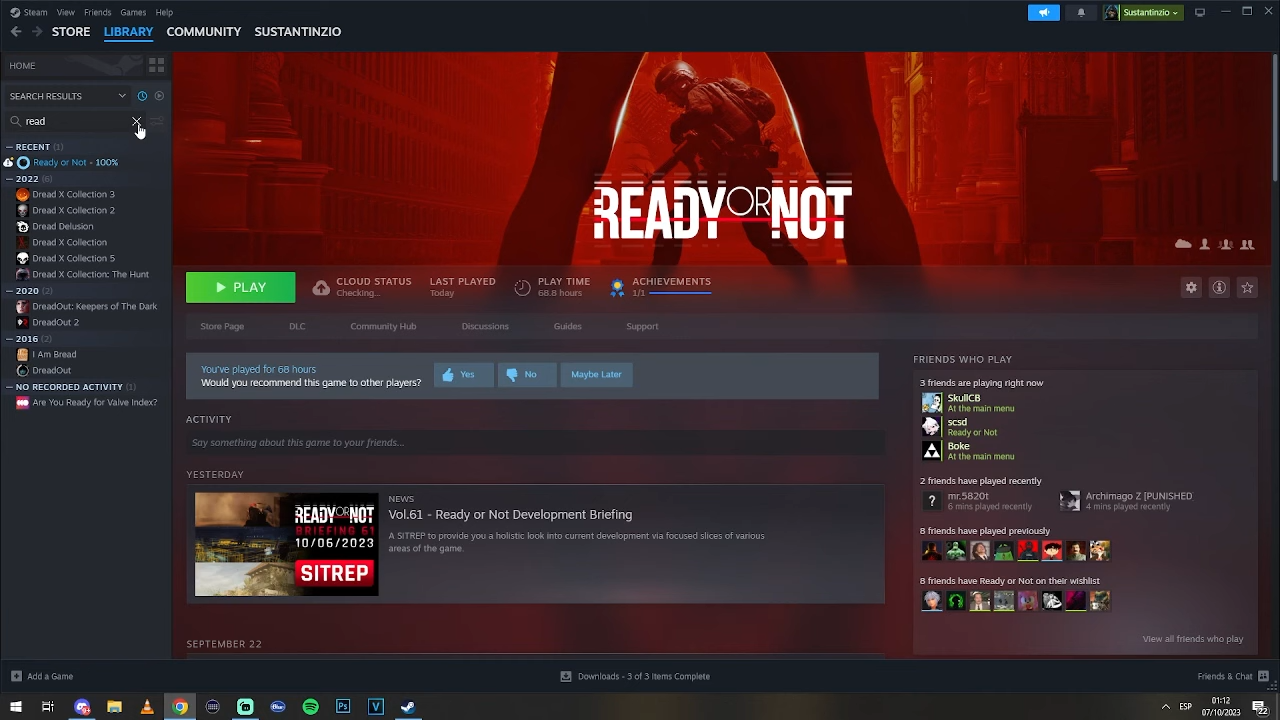 Steam View Friends Games Help
Sustantinzio
STORE LIBRARY COMMUNITY SUSTANTINZIO
HOME
SEARCH RESULTS
read
RECENT (1)
Ready or Not - 100%
2022 (6)
Dread X Collection 3
Dread X Collection 2
Dread Delusion
Dread X Collection
Dread X Collection 5
Dread X Collection: The Hunt
2020 (2)
DreadOut: Keepers of The Dark
DreadOut 2
2016 (2)
I Am Bread
DreadOut
NO RECORDED ACTIVITY (1)
Are You Ready for Valve Index?
READY OR NOT
PLAY
CLOUD STATUS
Checking...
LAST PLAYED
Today
PLAY TIME
68.8 hours
ACHIEVEMENTS
1/1
Store Page DLC Community Hub Discussions Guides Support
You've played for 68 hours
Would you recommend this game to other players?
Yes No Maybe Later
ACTIVITY
Say something about this game to your friends...
YESTERDAY
READY OR NOT
BRIEFING 61
10/06/2023
SITREP
NEWS
Vol.61 - Ready or Not Development Briefing
A SITREP to provide you a holistic look into current development via focused slices of various
areas of the game.
SEPTEMBER 22
FRIENDS WHO PLAY
3 friends are playing right now
SkullCB
At the main menu
scsd
Ready or Not
Boke
At the main menu
2 friends have played recently
?
mr.5820t
6 mins played recently
Archimago Z [PUNISHED
4 mins played recently
8 friends have played previously
8 friends have Ready or Not on their wishlist
View all friends who play
Add a Game
Downloads - 3 of 3 Items Complete
Friends & Chat
Ps
V
ESP
01:12
07/10/2023
2